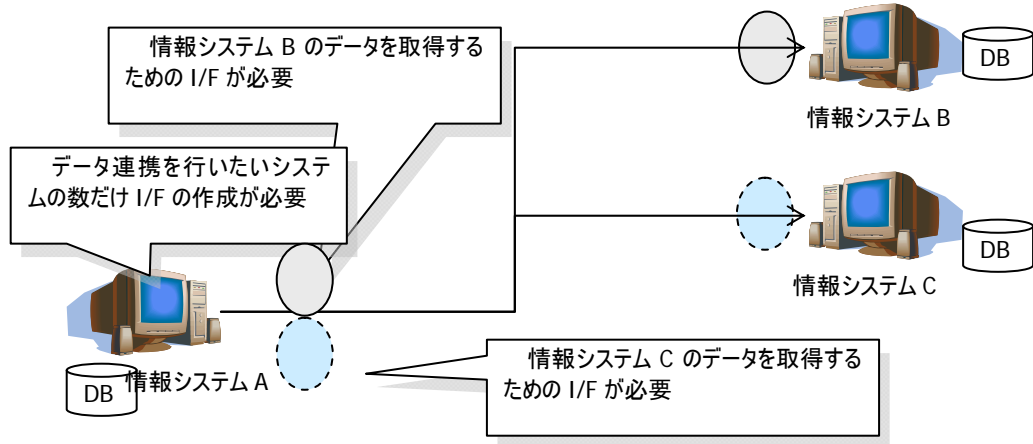 情報システム B のデータを取得する
ための I/F が必要
データ連携を行いたいシステ
ムの数だけ I/F の作成が必要
DB
情報システム B
DB
情報システム C
情報システム C のデータを取得する
ための I/F が必要
DB
情報システム A